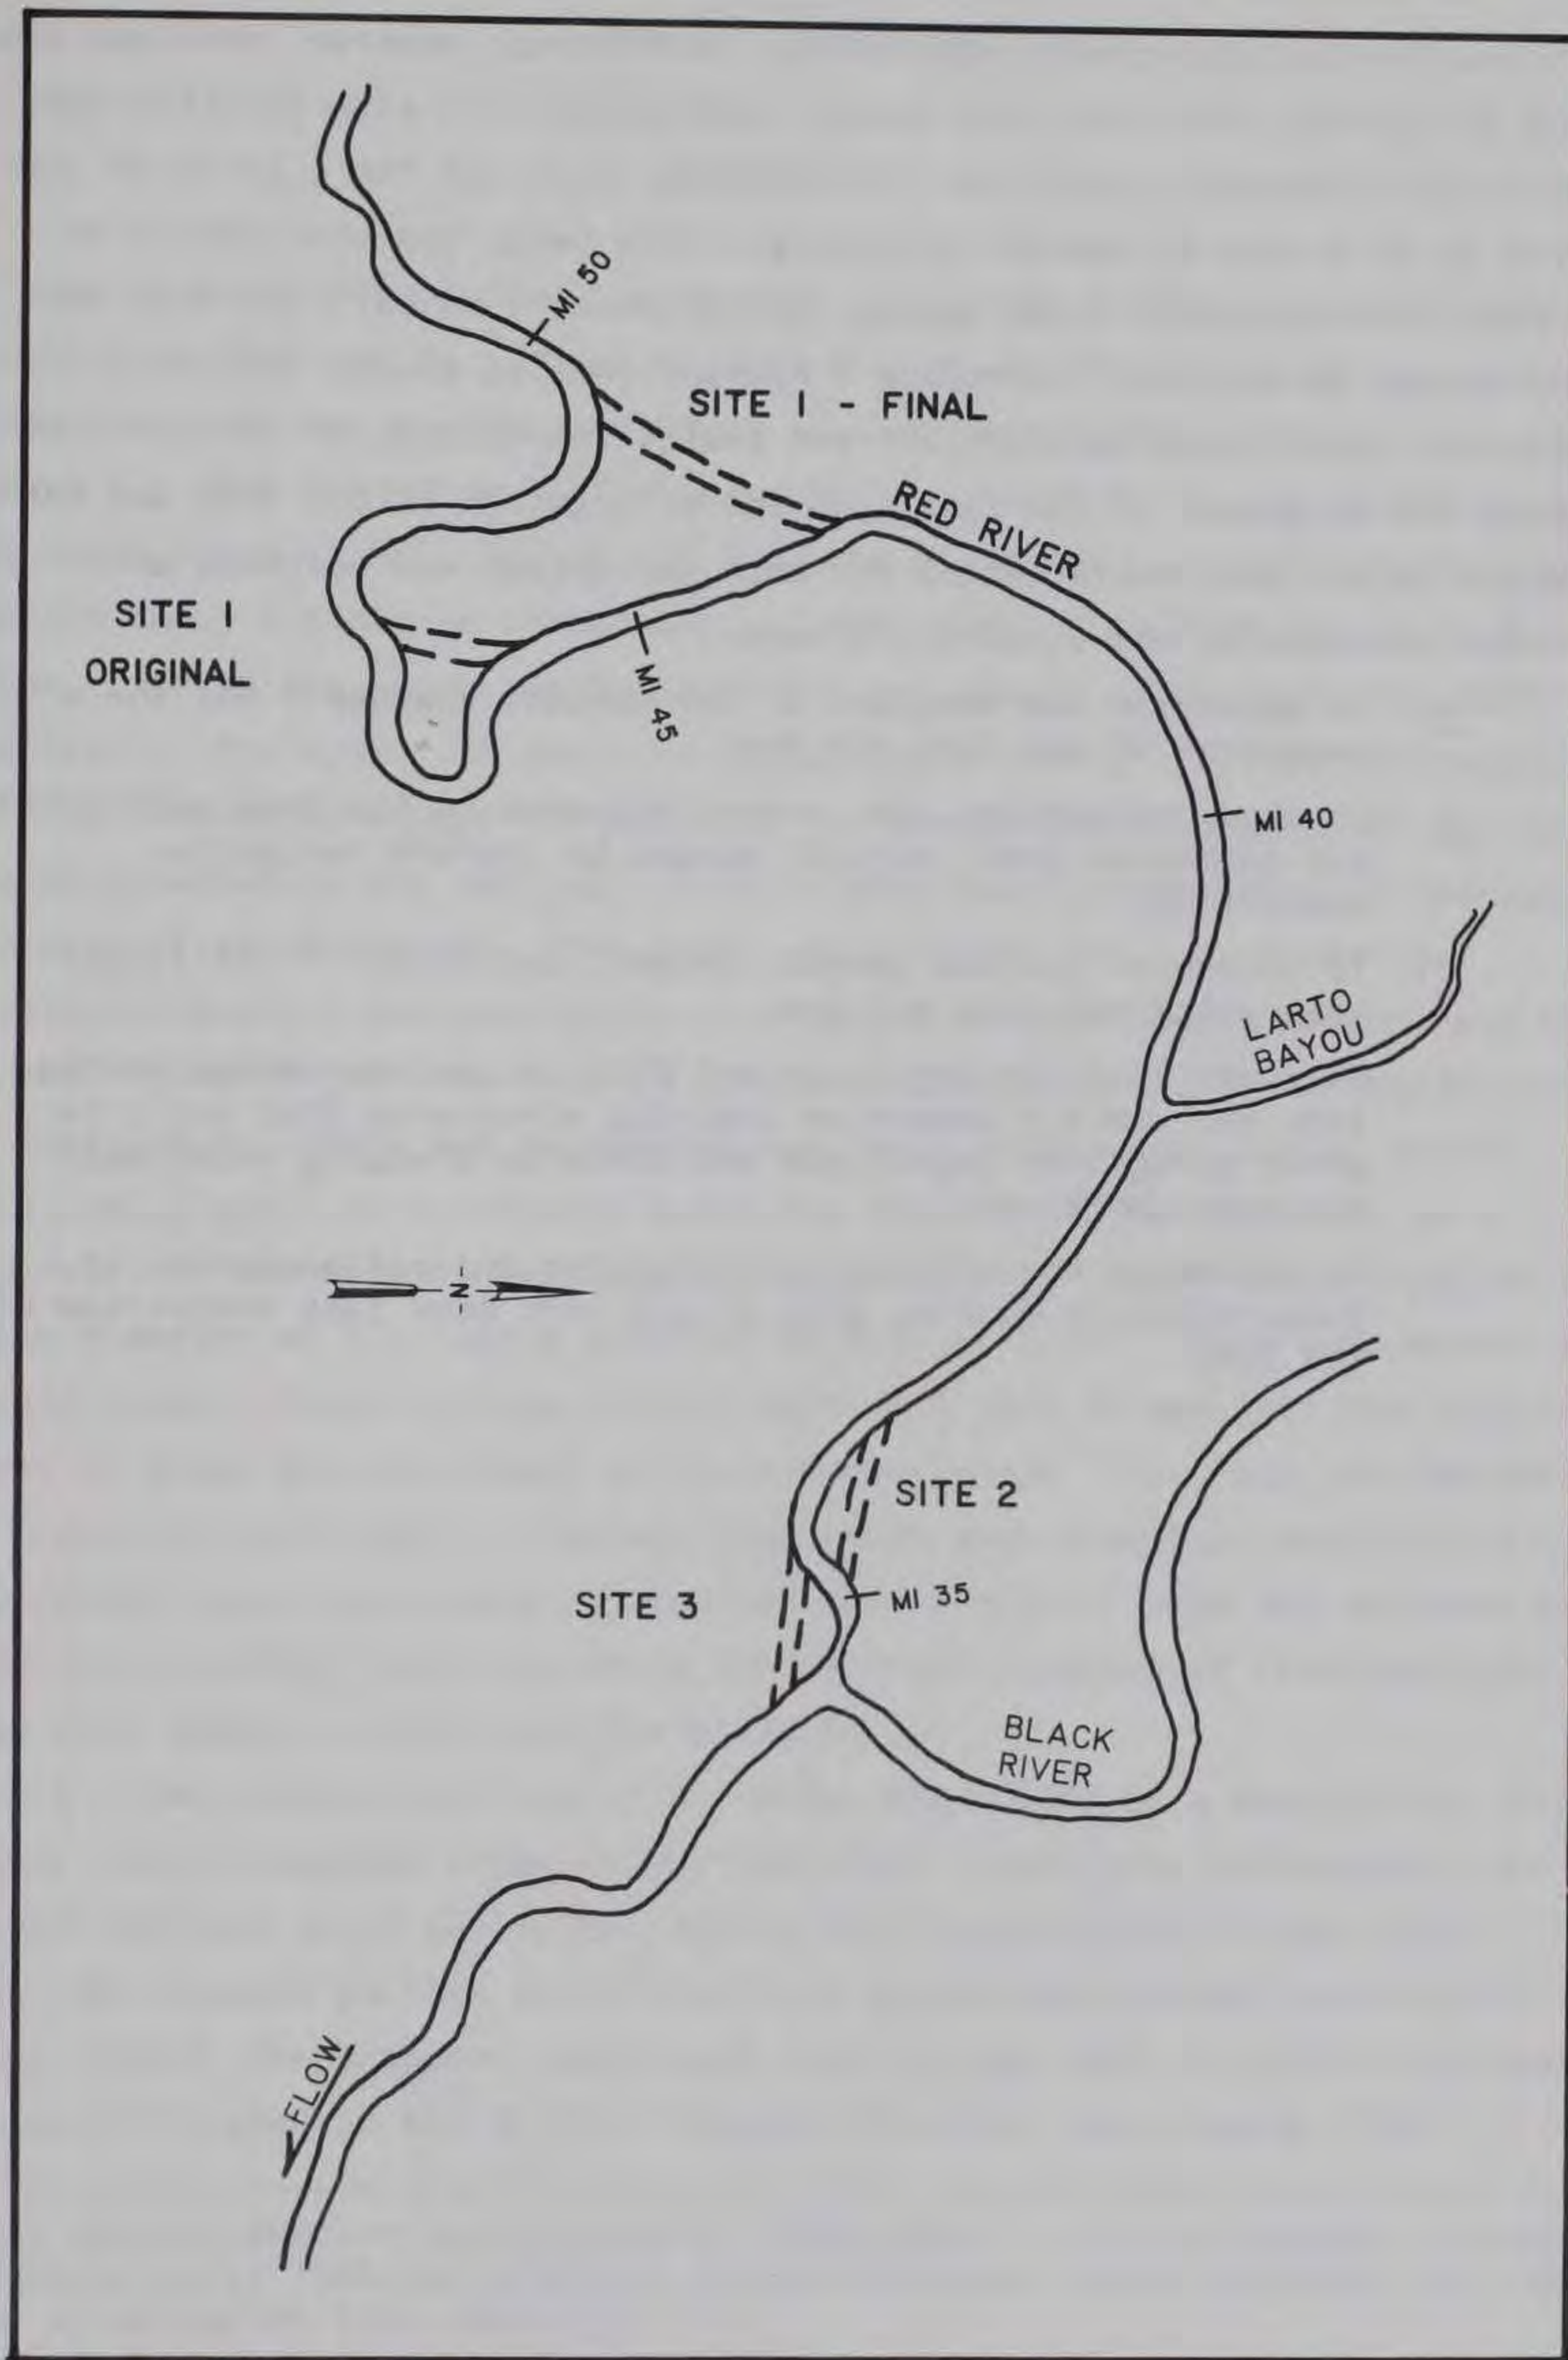 MI 50
SITE 1 - FINAL
RED RIVER
SITE 1
ORIGINAL
MI 45
MI 40
LARTO
BAYOU
N
SITE 2
SITE 3
MI 35
BLACK
RIVER
FLOW